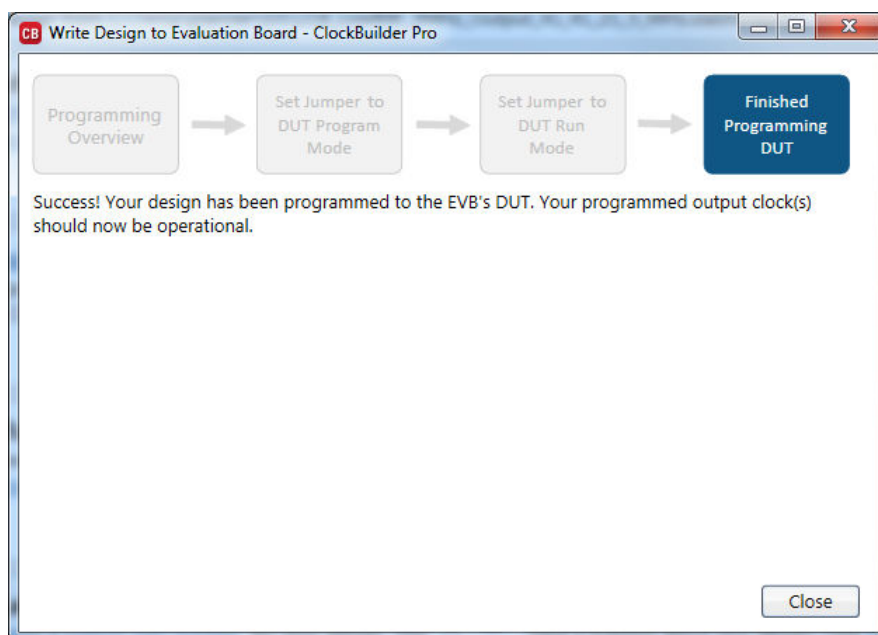 CB Write Design to Evaluation Board - ClockBuilder Pro
Programming
Overview
Set Jumper to
DUT Program
Mode
Set Jumper to
DUT Run
Mode
Finished
Programming
DUT
Success! Your design has been programmed to the EVB's DUT. Your programmed output clock(s)
should now be operational.
Close